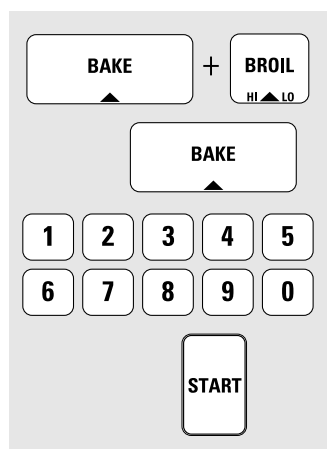 BAKE + BROIL
HI LO
BAKE
1 2 3 4 5
6 7 8 9 0
START